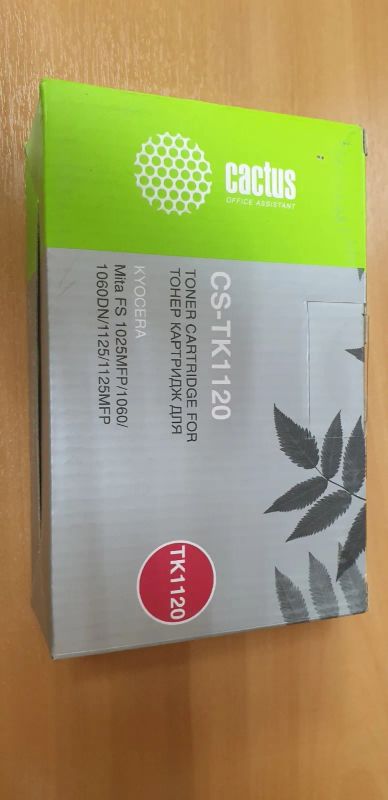 cactus
OFFICE ASSISTANT
CS-TK1120
TONER CARTRIDGE FOR
ТОНЕР КАРТРИДЖ ДЛЯ
KYOCERA
Mita FS 1025MFP/1060/
1060DN/1125/1125MFP
TK1120